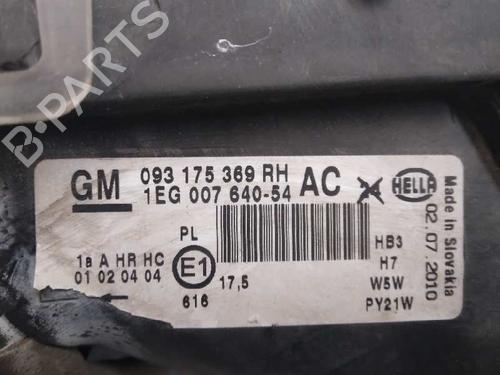 B-PARTS
GM 093 175 369 RH AC HELLA
1EG 007 640-54
PL
1a A HR HC
01 02 04 04
E1
17,5
616
HB3
H7
W5W
PY21W
Made in Slovakia
02.07.2010